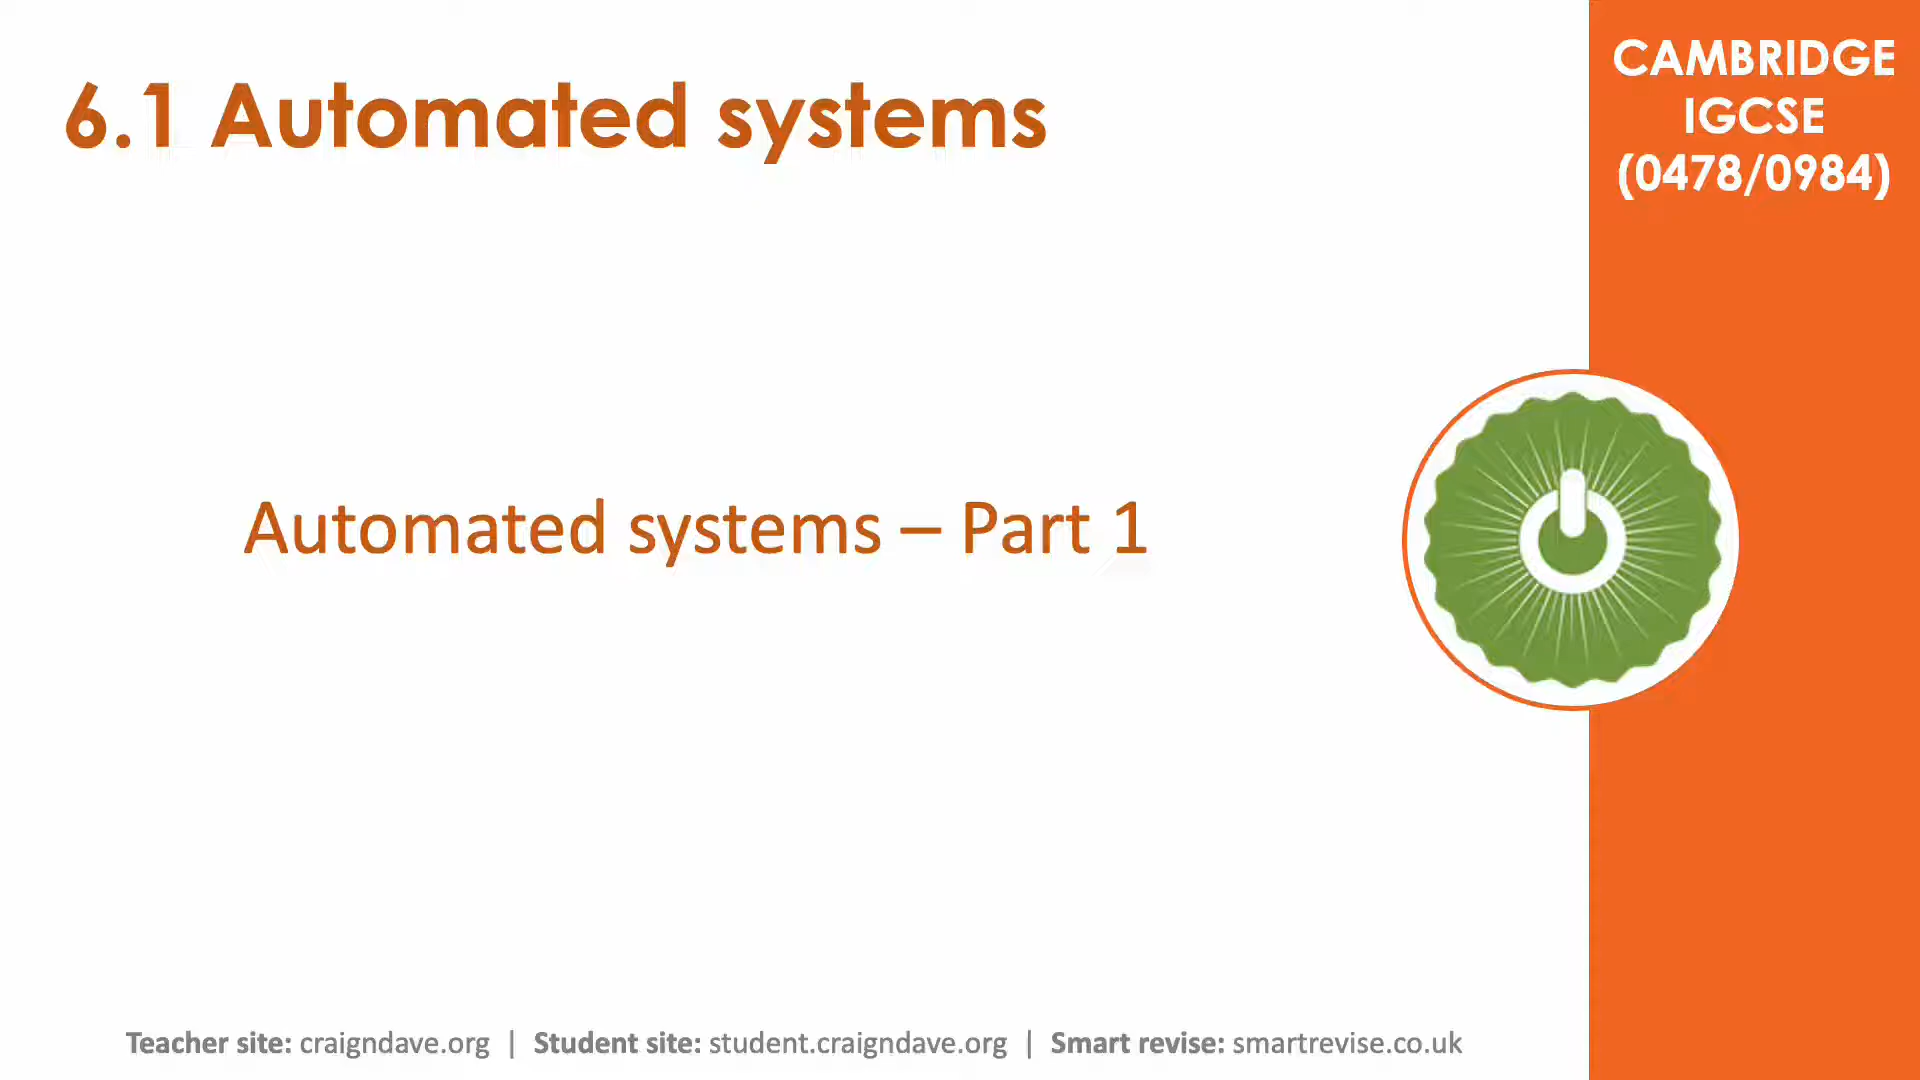 6.1 Automated systems
CAMBRIDGE
IGCSE
(0478/0984)
Automated systems – Part 1
Teacher site: craigndave.org | Student site: student.craigndave.org | Smart revise: smartrevise.co.uk